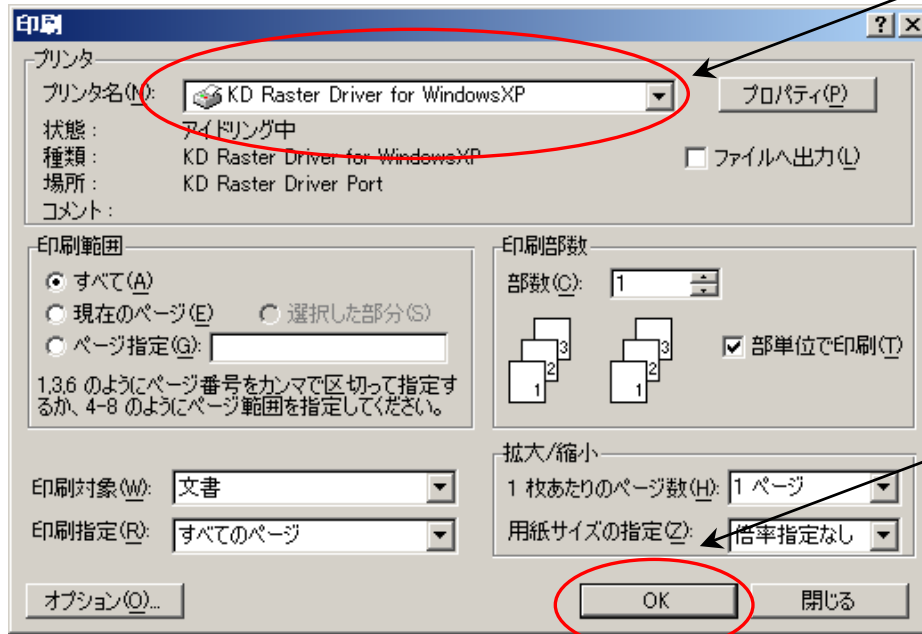 印刷
プリンタ
プリンタ名(N): KD Raster Driver for WindowsXP プロパティ(P)
状態： アイドリング中
種類： KD Raster Driver for WindowsXP ファイルへ出力(L)
場所： KD Raster Driver Port
コメント：
印刷範囲
すべて(A)
現在のページ(E) 選択した部分(S)
ページ指定(G):
1,3,6 のようにページ番号をカンマで区切って指定す
るか、4-8 のようにページ範囲を指定してください。
印刷部数
部数(C): 1
1 2 3 1 2 3
部単位で印刷(T)
印刷対象(W): 文書
印刷指定(R): すべてのページ
拡大/縮小
1 枚あたりのページ数(H): 1 ページ
用紙サイズの指定(Z): 倍率指定なし
オプション(O)... OK 閉じる